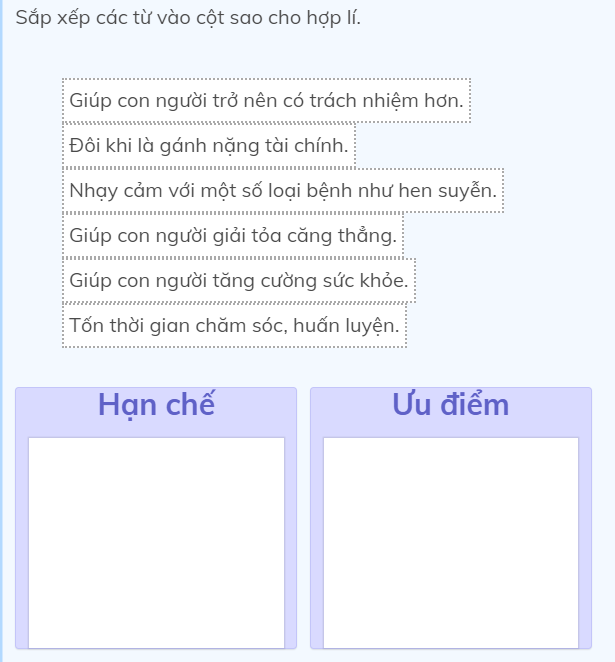 Sắp xếp các từ vào cột sao cho hợp lí.
Giúp con người trở nên có trách nhiệm hơn.
Đôi khi là gánh nặng tài chính.
Nhạy cảm với một số loại bệnh như hen suyễn.
Giúp con người giải tỏa căng thẳng.
Giúp con người tăng cường sức khỏe.
Tốn thời gian chăm sóc, huấn luyện.
Hạn chế
Ưu điểm